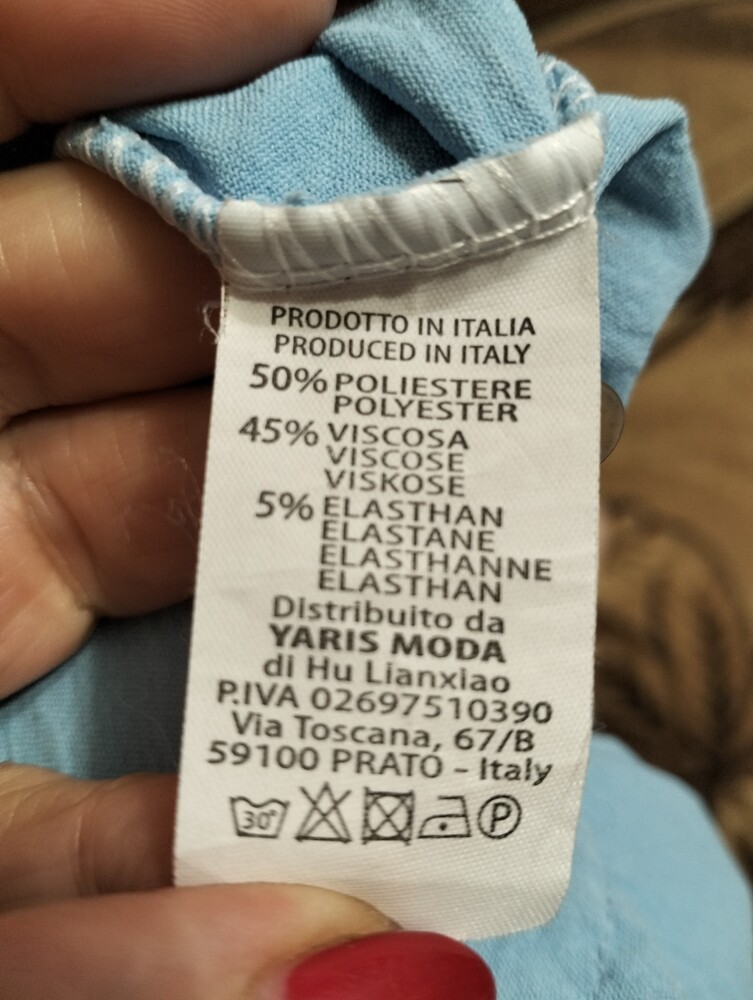 PRODOTTO IN ITALIA
PRODUCED IN ITALY
50% POLIESTERE
POLYESTER
45% VISCOSA
VISCOSE
VISKOSE
5% ELASTHAN
ELASTANE
ELASTHANNE
ELASTHAN
Distribuito da
YARIS MODA
di Hu Lianxiao
P.IVA 02697510390
Via Toscana, 67/B
59100 PRATO - Italy
30° P